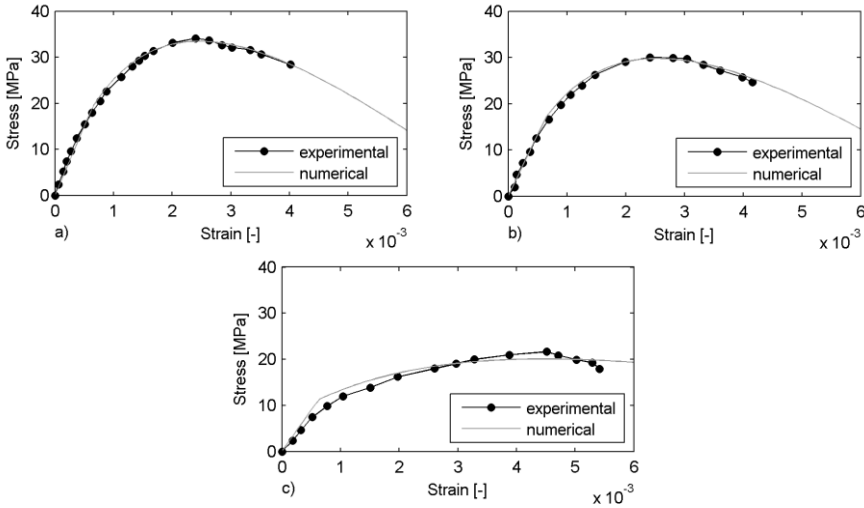 40
30
20
10
0
Stress [MPa]
experimental
numerical
0 1 2 3 4 5 6
a)
Strain [-]
x 10⁻³
40
30
20
10
0
Stress [MPa]
experimental
numerical
0 1 2 3 4 5 6
b)
Strain [-]
x 10⁻³
40
30
20
10
0
Stress [MPa]
experimental
numerical
0 1 2 3 4 5 6
c)
Strain [-]
x 10⁻³